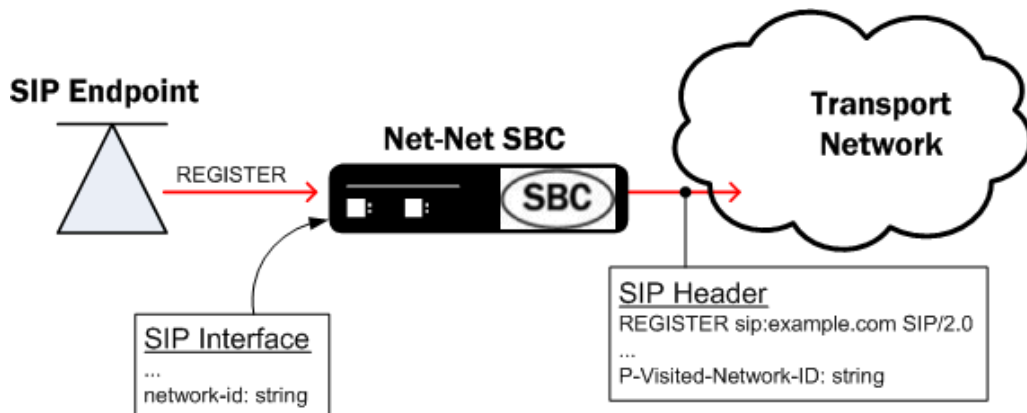 SIP Endpoint
REGISTER
Net-Net SBC
SBC
Transport
Network
SIP Interface
...
network-id: string
SIP Header
REGISTER sip:example.com SIP/2.0
...
P-Visited-Network-ID: string